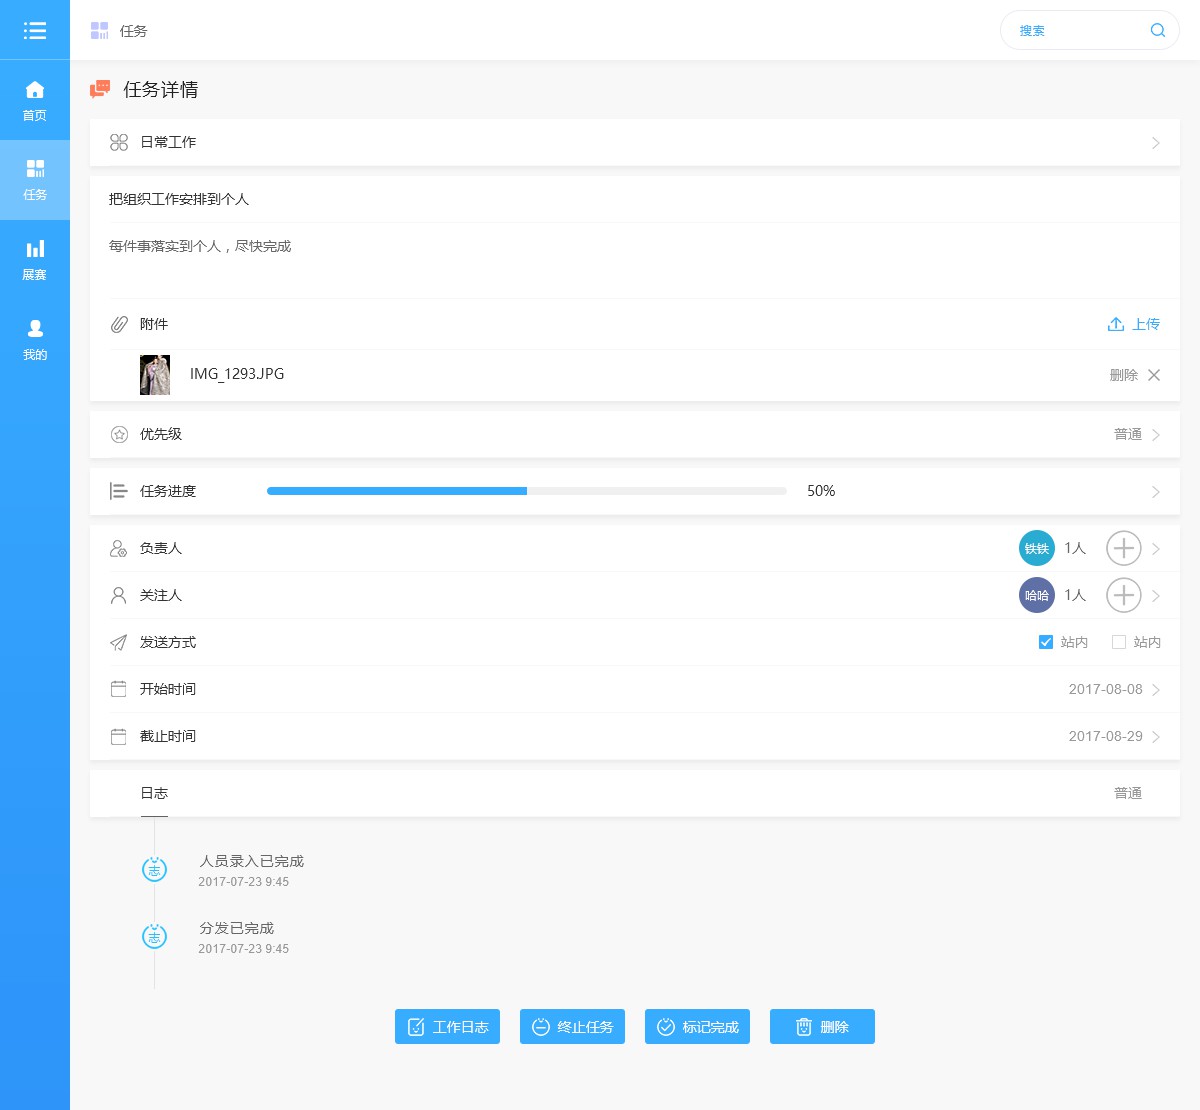 任务
搜索
首页
任务
展赛
我的
任务详情
日常工作
把组织工作安排到个人
每件事落实到个人，尽快完成
附件
上传
IMG_1293.JPG
删除
优先级
普通
任务进度
50%
负责人
铁铁
1人
关注人
哈哈
1人
发送方式
站内
站内
开始时间
2017-08-08
截止时间
2017-08-29
日志
普通
志
人员录入已完成
2017-07-23 9:45
志
分发已完成
2017-07-23 9:45
工作日志
终止任务
标记完成
删除